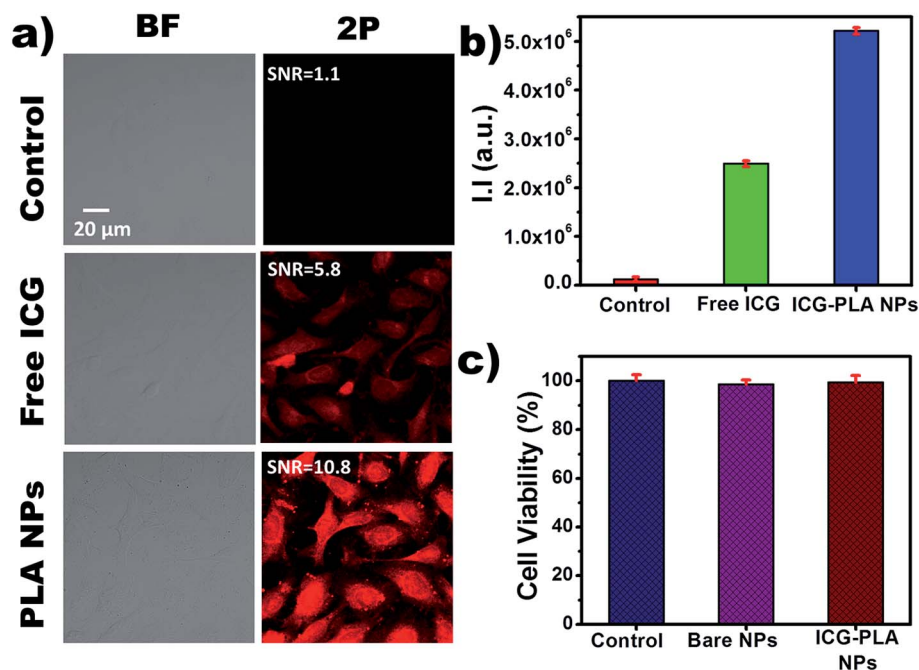 a)
BF
2P
Control
SNR=1.1
20 µm
Free ICG
SNR=5.8
PLA NPs
SNR=10.8
b)
I.I (a.u.)
5.0x10⁶
4.0x10⁶
3.0x10⁶
2.0x10⁶
1.0x10⁶
0.0
Control Free ICG ICG-PLA NPs
c)
Cell Viability (%)
100
80
60
40
20
0
Control Bare NPs ICG-PLA
NPs